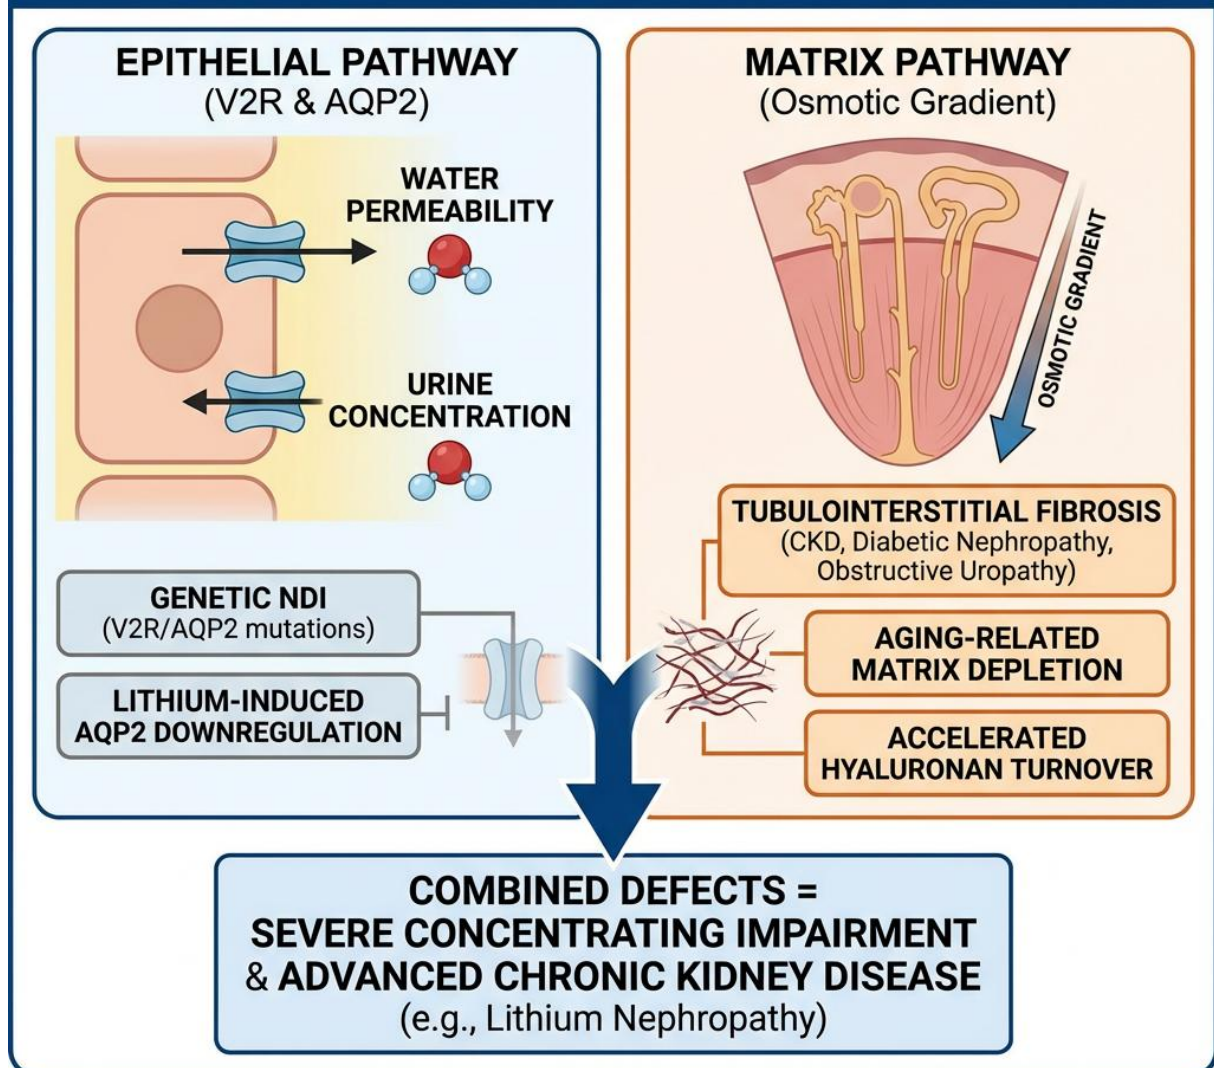 EPITHELIAL PATHWAY
(V2R & AQP2)
WATER
PERMEABILITY
URINE
CONCENTRATION
GENETIC NDI
(V2R/AQP2 mutations)
LITHIUM-INDUCED
AQP2 DOWNREGULATION
MATRIX PATHWAY
(Osmotic Gradient)
OSMOTIC GRADIENT
TUBULOINTERSTITIAL FIBROSIS
(CKD, Diabetic Nephropathy,
Obstructive Uropathy)
AGING-RELATED
MATRIX DEPLETION
ACCELERATED
HYALURONAN TURNOVER
COMBINED DEFECTS =
SEVERE CONCENTRATING IMPAIRMENT
& ADVANCED CHRONIC KIDNEY DISEASE
(e.g., Lithium Nephropathy)